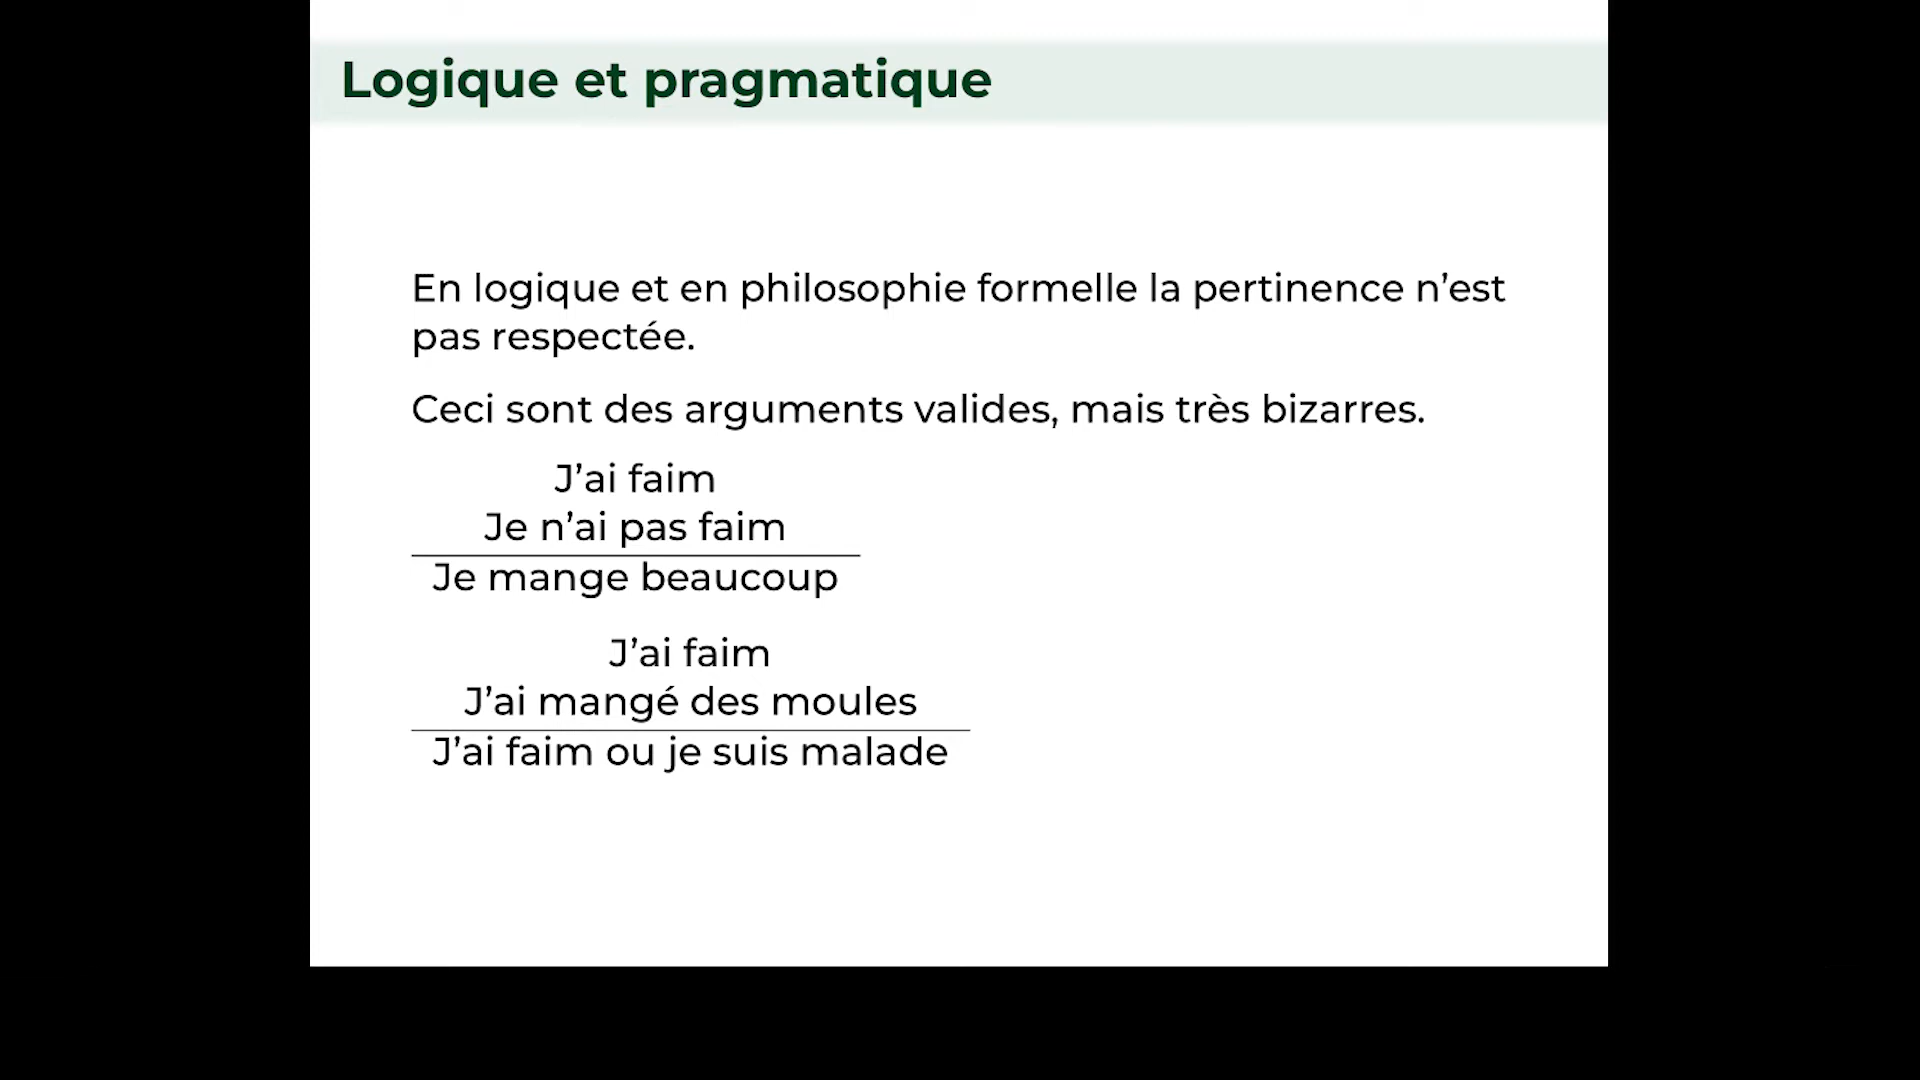 Logique et pragmatique
En logique et en philosophie formelle la pertinence n’est
pas respectée.
Ceci sont des arguments valides, mais très bizarres.
J’ai faim
Je n’ai pas faim
Je mange beaucoup
J’ai faim
J’ai mangé des moules
J’ai faim ou je suis malade